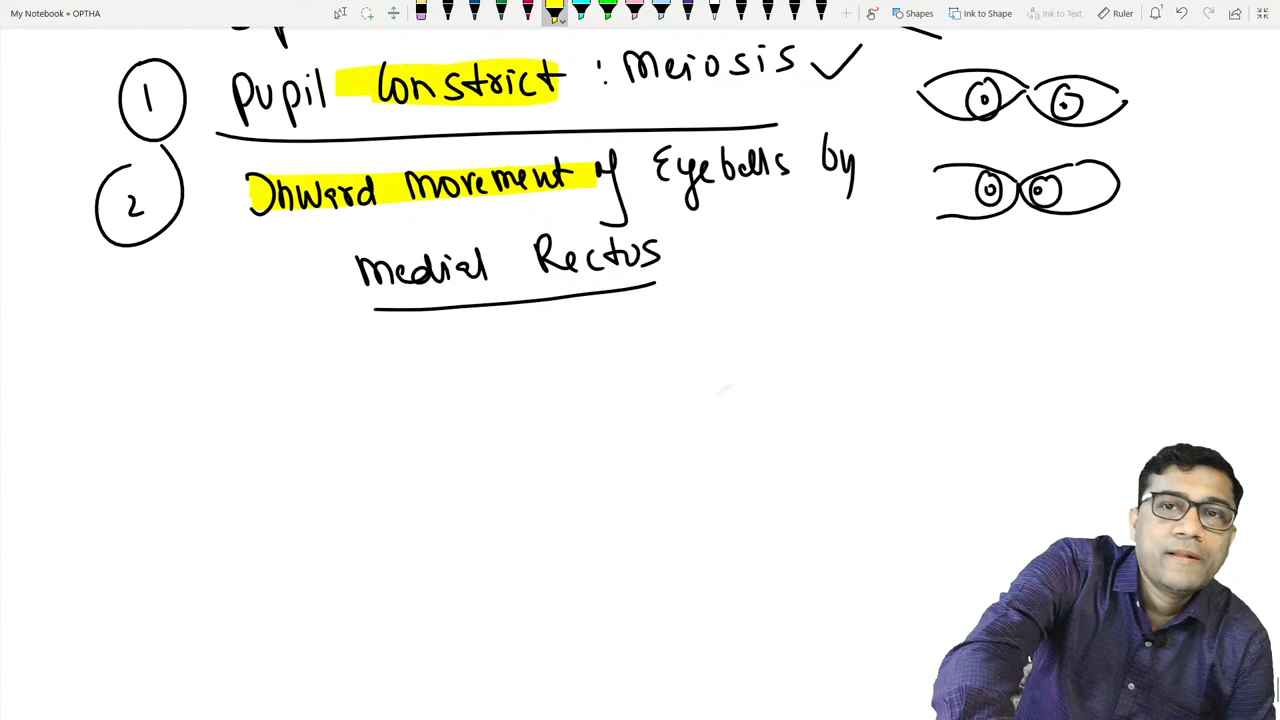 My Notebook » OPTHA
Shapes
Ink to Shape
Ink to Text
Ruler
1 Pupil Constrict : Meiosis ✓
2 Inward Movement of Eyeballs by
Medial Rectus